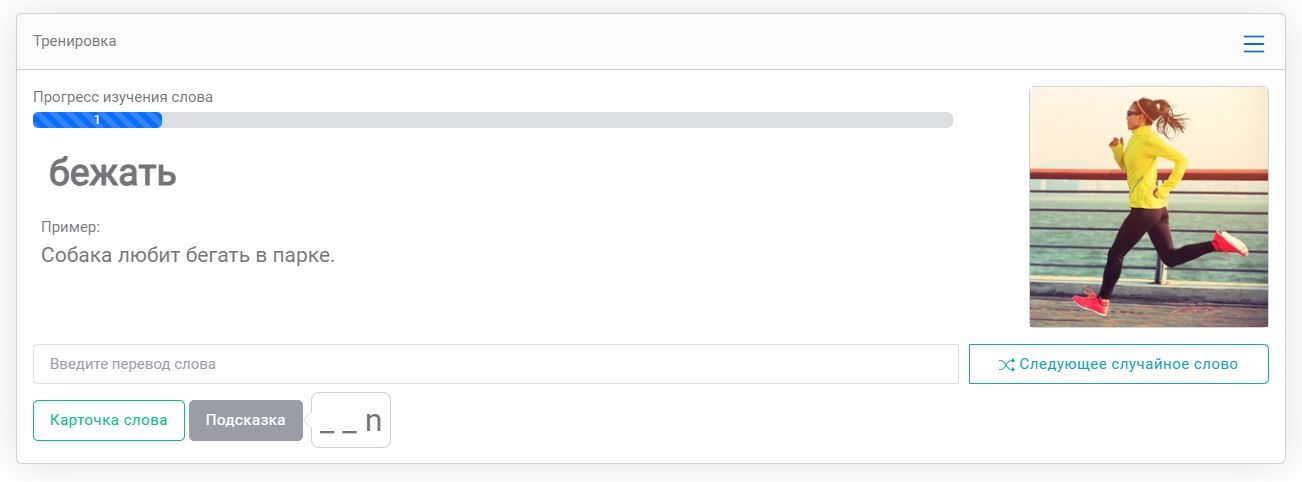 Тренировка
Прогресс изучения слова
1
бежать
Пример:
Собака любит бегать в парке.
Введите перевод слова
Следующее случайное слово
Карточка слова
Подсказка
_ _ n